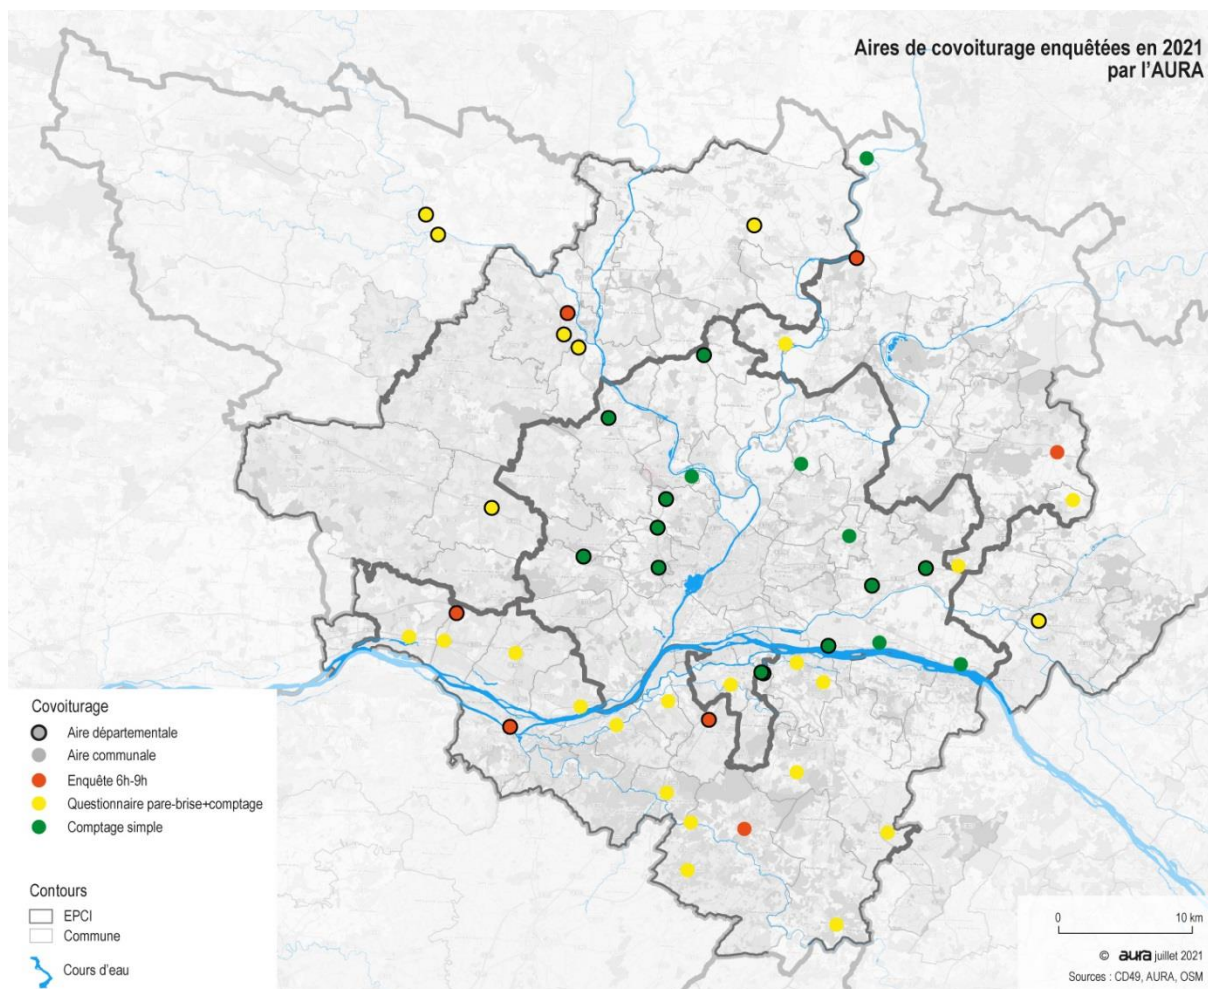 Aires de covoiturage enquêtées en 2021
par l'AURA
Covoiturage
Aire départementale
Aire communale
Enquête 6h-9h
Questionnaire pare-brise+comptage
Comptage simple
Contours
EPCI
Commune
Cours d'eau
0 10 km
© aura juillet 2021
Sources : CD49, AURA, OSM